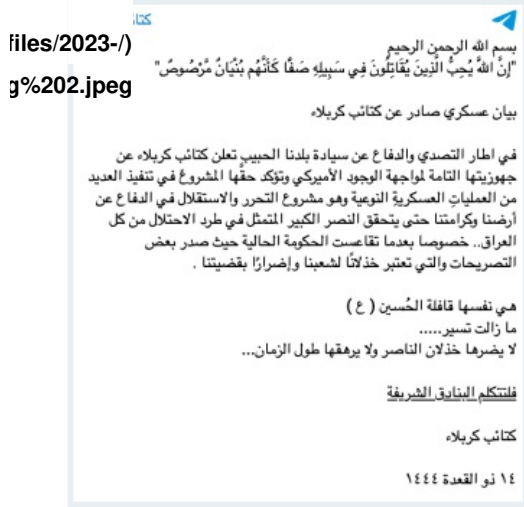 كتائ
files/2023-/)
g%202.jpeg
بسم الله الرحمن الرحيم
"إِنَّ اللهَ يُحِبُّ الَّذِينَ يُقَاتِلُونَ فِي سَبِيلِهِ صَفًّا كَأَنَّهُم بُنْيَانٌ مَّرْصُوصٌ"
بيان عسكري صادر عن كتائب كربلاء
في اطار التصدي والدفاع عن سيادة بلدنا الحبيب تعلن كتائب كربلاء عن
جهوزيتها التامة لمواجهة الوجود الأميركي وتؤكد حقّها المشروع في تنفيذ العديد
من العملياتِ العسكريةِ النوعية وهو مشروع التحرر والاستقلال في الدفاع عن
أرضنا وكرامتنا حتى يتحقق النصر الكبير المتمثل في طرد الاحتلال من كل
العراق.. خصوصا بعدما تقاعست الحكومة الحالية حيث صدر بعض
التصريحات والتي تعتبر خذلانًا لشعبنا وإضرارًا بقضيتنا .
هي نفسها قافلة الحُسين ( ع )
ما زالت تسير.....
لا يضرها خذلان الناصر ولا يرهقها طول الزمان...
فلتتكلم البنادق الشريفة
كتائب كربلاء
١٤ ذو القعدة ١٤٤٤